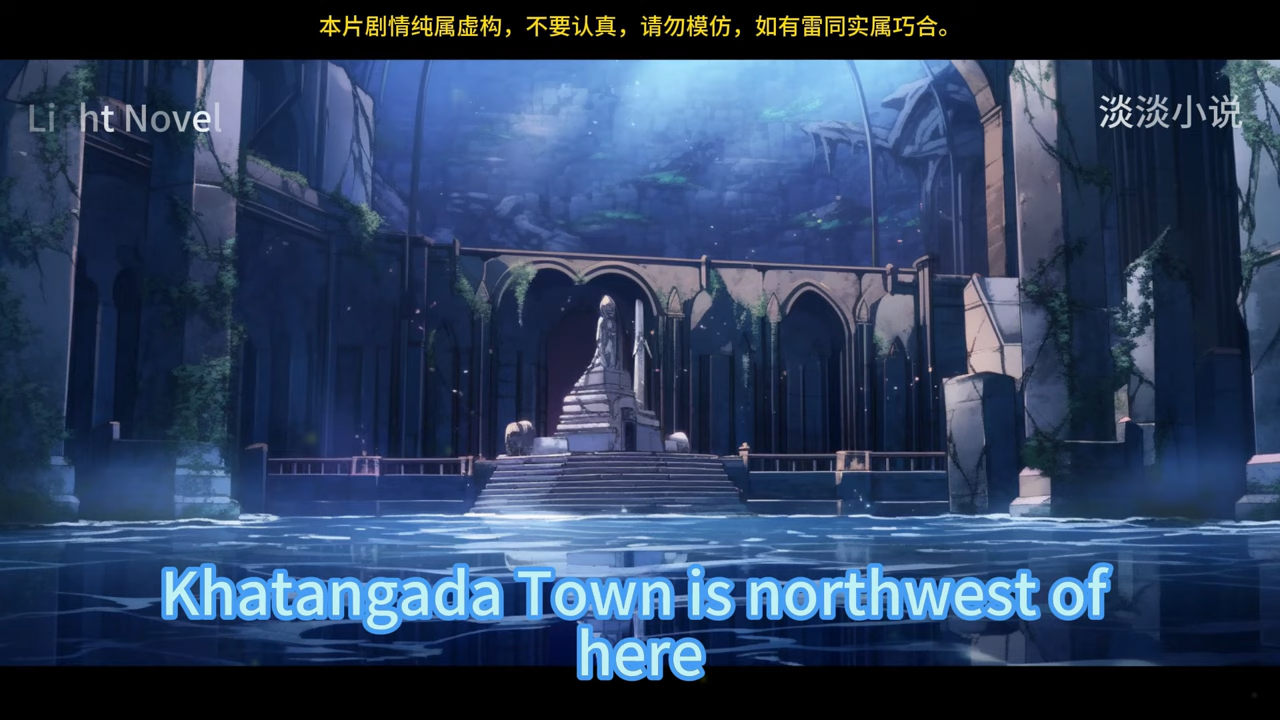 本片剧情纯属虚构，不要认真，请勿模仿，如有雷同实属巧合。
Li ht Novel
淡淡小说
Khatangada Town is northwest of
here